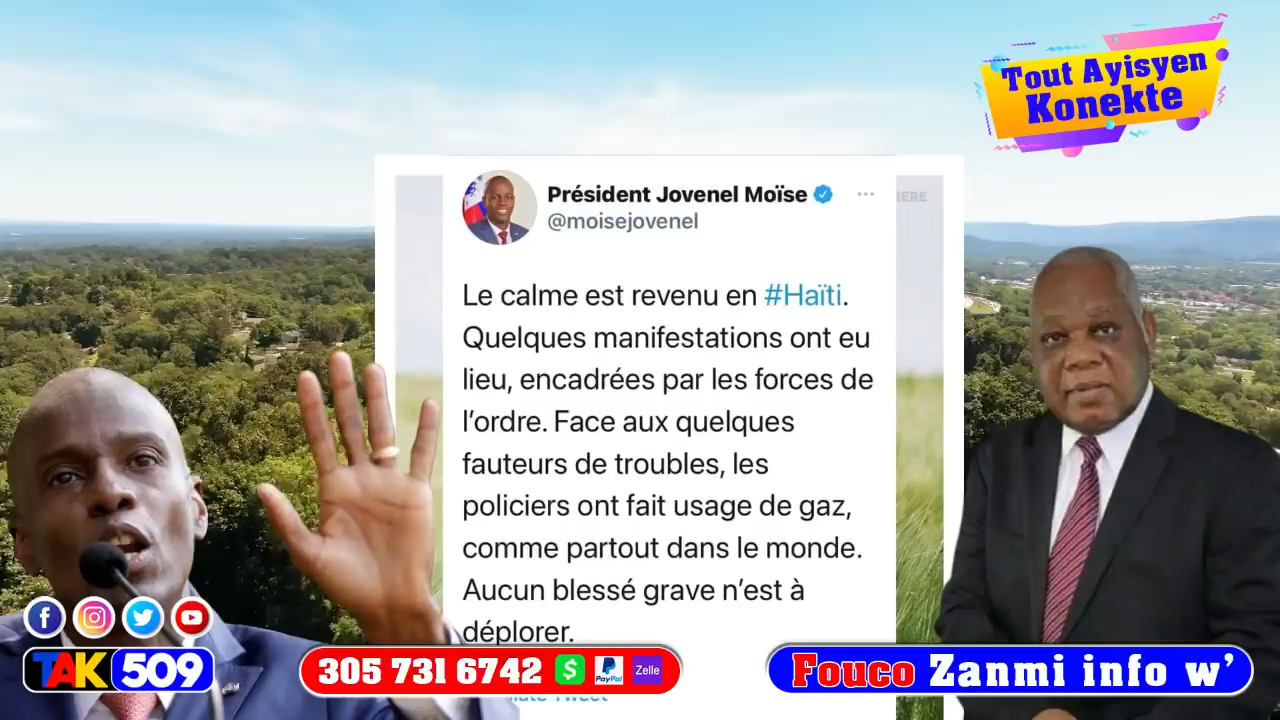 Tout Ayisyen
Konekte
Président Jovenel Moïse
@moisejovenel
Le calme est revenu en #Haïti.
Quelques manifestations ont eu
lieu, encadrées par les forces de
l'ordre. Face aux quelques
fauteurs de troubles, les
policiers ont fait usage de gaz,
comme partout dans le monde.
Aucun blessé grave n'est à
déplorer.
Tweet
TAK 509
305 731 6742 $ PayPal Zelle
Fouco Zanmi info w'